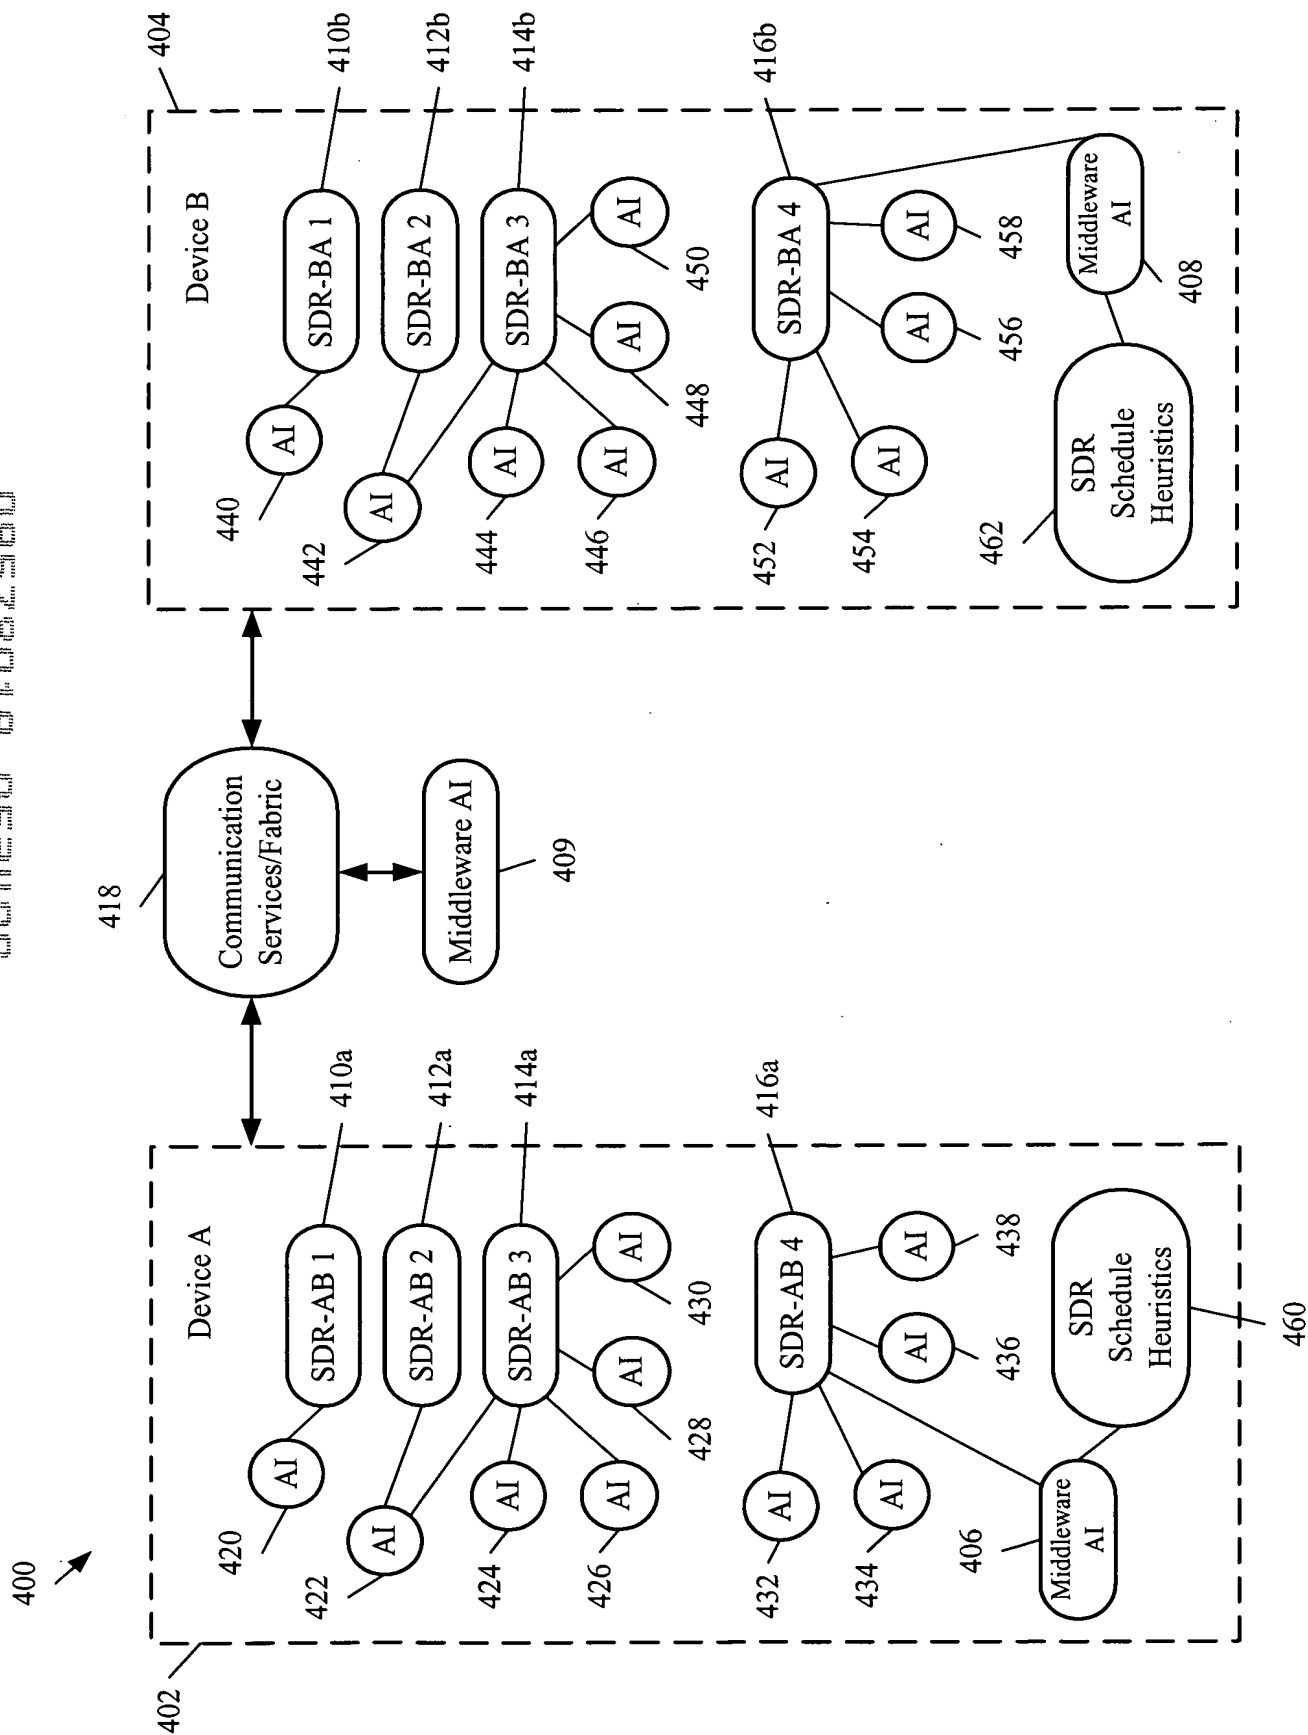 400
402
Device A
SDR-AB 1
410a
AI
420
SDR-AB 2
412a
AI
422
SDR-AB 3
414a
AI
424
AI
426
AI
428
AI
430
SDR-AB 4
416a
AI
432
AI
434
AI
436
AI
438
Middleware
AI
406
SDR
Schedule
Heuristics
460
418
Communication
Services/Fabric
Middleware AI
409
404
Device B
SDR-BA 1
410b
AI
440
SDR-BA 2
412b
AI
442
SDR-BA 3
414b
AI
444
AI
446
AI
448
AI
450
SDR-BA 4
416b
AI
452
AI
454
AI
456
AI
458
SDR
Schedule
Heuristics
462
Middleware
AI
408